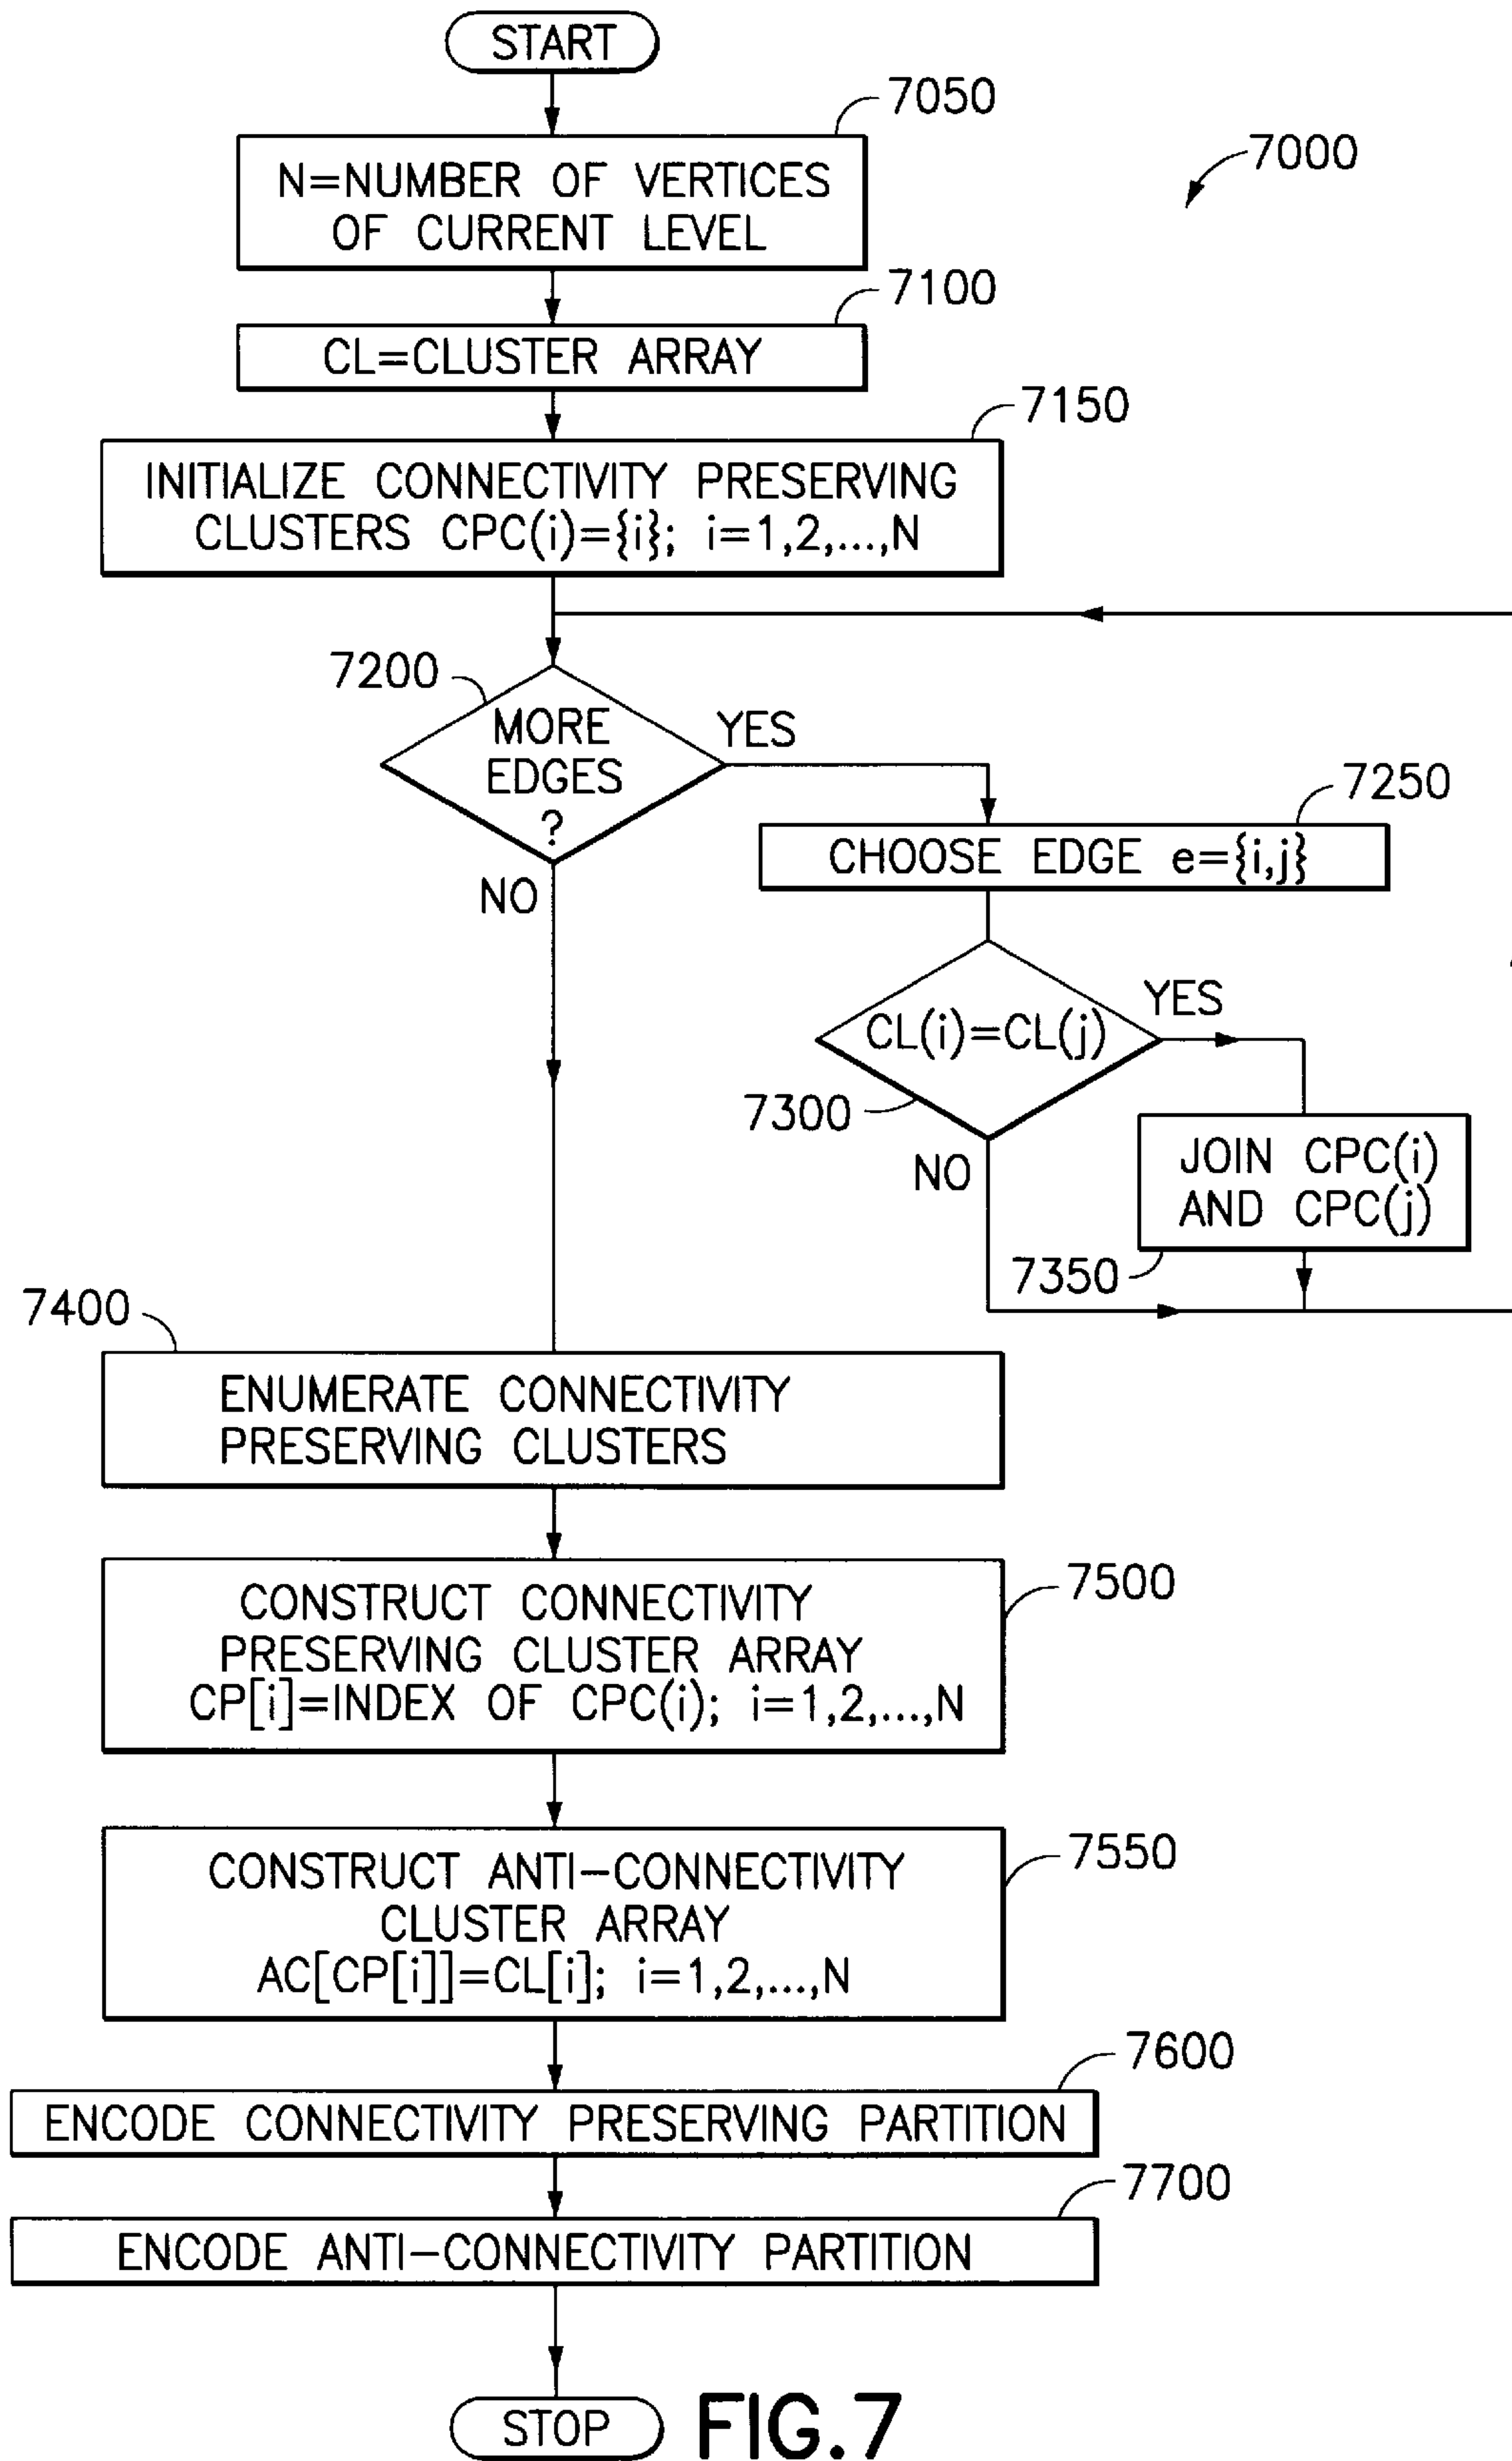 START
7050
7000
N=NUMBER OF VERTICES
OF CURRENT LEVEL
7100
CL=CLUSTER ARRAY
7150
INITIALIZE CONNECTIVITY PRESERVING
CLUSTERS CPC(i)={i}; i=1,2,...,N
7200
MORE
EDGES
?
YES
NO
7250
CHOOSE EDGE e={i,j}
CL(i)=CL(j)
YES
7300
NO
JOIN CPC(i)
AND CPC(j)
7350
7400
ENUMERATE CONNECTIVITY
PRESERVING CLUSTERS
7500
CONSTRUCT CONNECTIVITY
PRESERVING CLUSTER ARRAY
CP[i]=INDEX OF CPC(i); i=1,2,...,N
7550
CONSTRUCT ANTI-CONNECTIVITY
CLUSTER ARRAY
AC[CP[i]]=CL[i]; i=1,2,...,N
7600
ENCODE CONNECTIVITY PRESERVING PARTITION
7700
ENCODE ANTI-CONNECTIVITY PARTITION
STOP
FIG.7